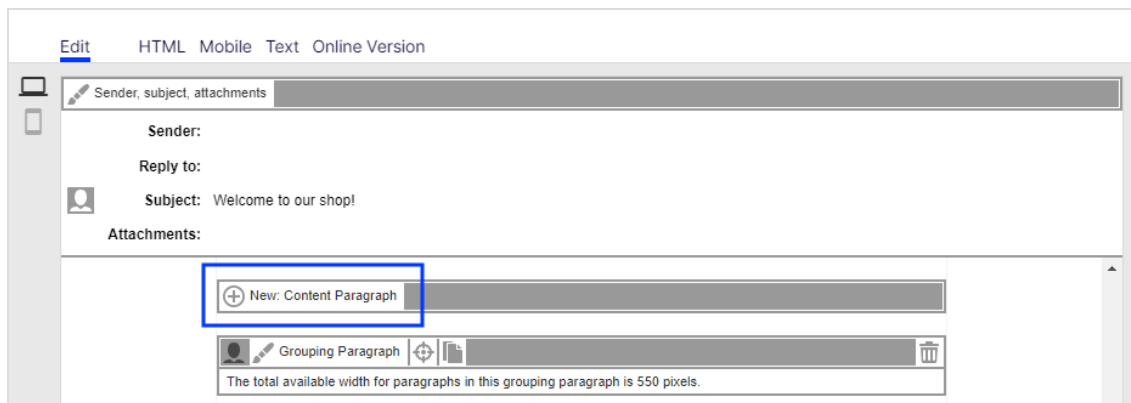 Edit HTML Mobile Text Online Version
Sender, subject, attachments
Sender:
Reply to:
Subject: Welcome to our shop!
Attachments:
New: Content Paragraph
Grouping Paragraph
The total available width for paragraphs in this grouping paragraph is 550 pixels.